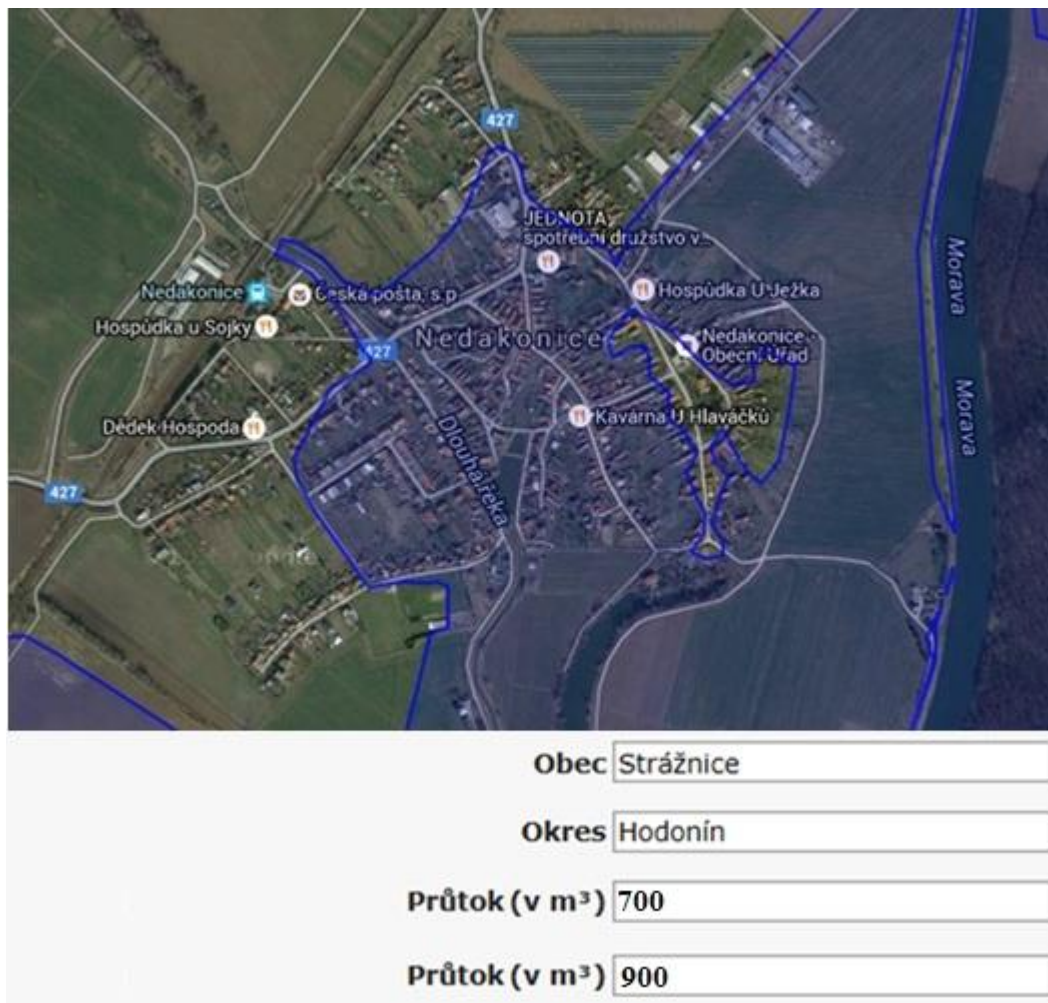 427
JEDNOTA,
spotřební družstvo v...
Morava
Nedakonice
Česká pošta, s.p.
Hospůdka U Ježka
Hospůdka u Sojky
427
Nedakonice
Nedakonice -
Obecní Úřad
Morava
Dědek Hospoda
Kavárna U Hlaváčků
Dlouhá řeka
427
Obec Strážnice
Okres Hodonín
Průtok (v m³) 700
Průtok (v m³) 900